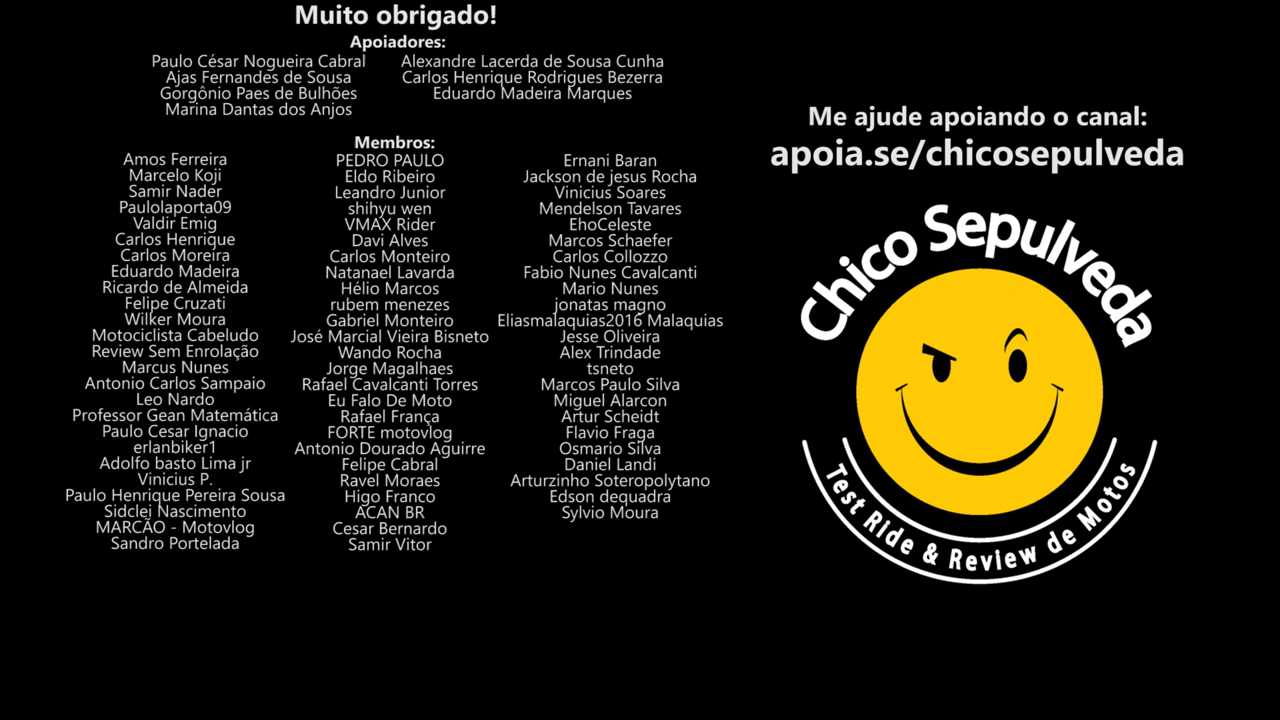 Muito obrigado!
Apoiadores:
Paulo César Nogueira Cabral
Ajas Fernandes de Sousa
Gorgônio Paes de Bulhões
Marina Dantas dos Anjos
Alexandre Lacerda de Sousa Cunha
Carlos Henrique Rodrigues Bezerra
Eduardo Madeira Marques
Membros:
Amos Ferreira
Marcelo Koji
Samir Nader
Paulolaporta09
Valdir Emig
Carlos Henrique
Carlos Moreira
Eduardo Madeira
Ricardo de Almeida
Felipe Cruzati
Wilker Moura
Motociclista Cabeludo
Review Sem Enrolação
Marcus Nunes
Antonio Carlos Sampaio
Leo Nardo
Professor Gean Matemática
Paulo Cesar Ignacio
erlanbiker1
Adolfo basto Lima jr
Vinicius P.
Paulo Henrique Pereira Sousa
Sidclei Nascimento
MARCÃO - Motovlog
Sandro Portelada
PEDRO PAULO
Eldo Ribeiro
Leandro Junior
shihyu wen
VMAX Rider
Davi Alves
Carlos Monteiro
Natanael Lavarda
Hélio Marcos
rubem menezes
Gabriel Monteiro
José Marcial Vieira Bisneto
Wando Rocha
Jorge Magalhaes
Rafael Cavalcanti Torres
Eu Falo De Moto
Rafael França
FORTE motovlog
Antonio Dourado Aguirre
Felipe Cabral
Ravel Moraes
Higo Franco
ACAN BR
Cesar Bernardo
Samir Vitor
Ernani Baran
Jackson de jesus Rocha
Vinicius Soares
Mendelson Tavares
EhoCeleste
Marcos Schaefer
Carlos Collozzo
Fabio Nunes Cavalcanti
Mario Nunes
jonatas magno
Eliasmalaquias2016 Malaquias
Jesse Oliveira
Alex Trindade
tsneto
Marcos Paulo Silva
Miguel Alarcon
Artur Scheidt
Flavio Fraga
Osmario Silva
Daniel Landi
Arturzinho Soteropolytano
Edson dequadra
Sylvio Moura
Me ajude apoiando o canal:
apoia.se/chicosepulveda
Chico Sepulveda
Test Ride & Review de Motos